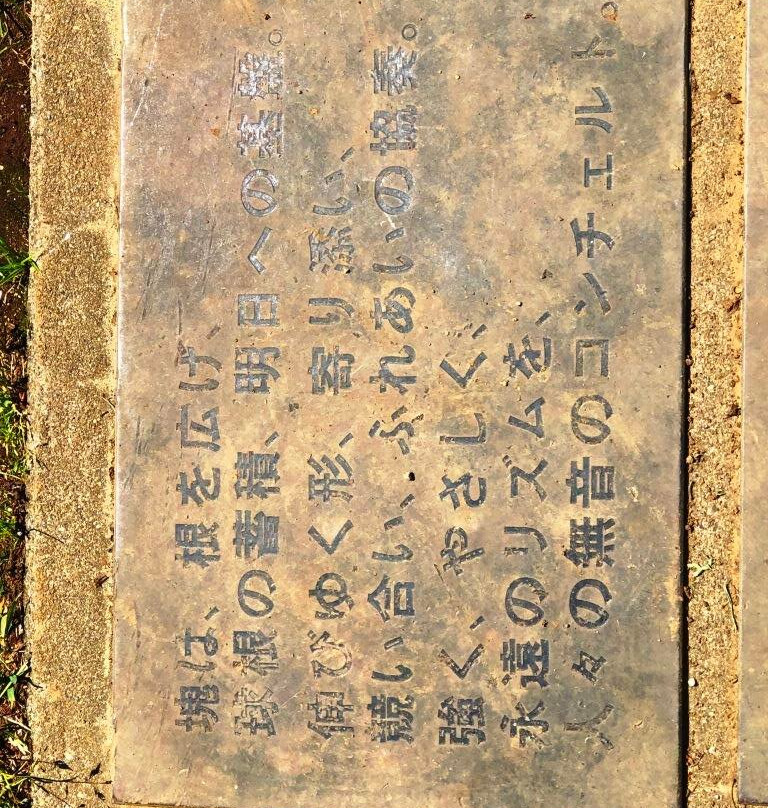 塊は、根を広げ、
球根の蓄積、明日への蓄盤。
伸びゆく形、寄り添い、
競い合い、ふれあいの協奏。
強く、やさしく、
永遠のリズムを、
人々の無音のコンチェルト。